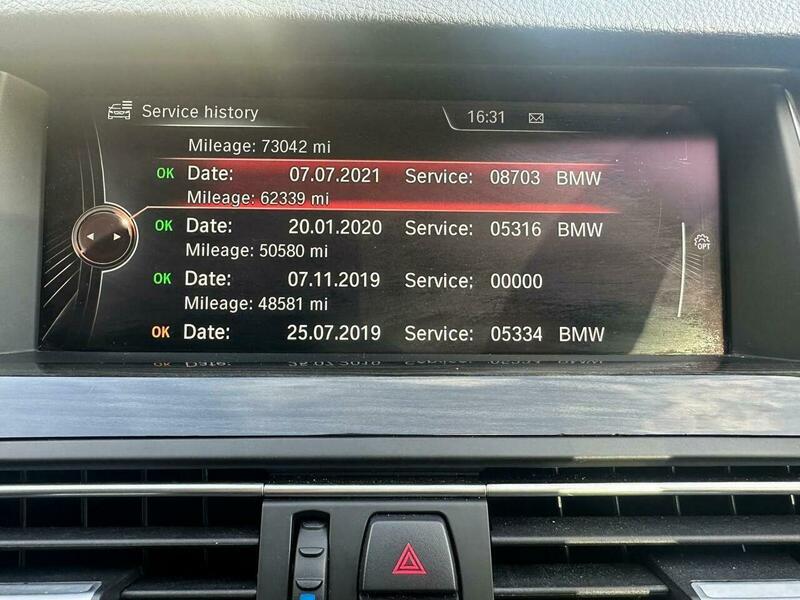 Service history 16:31
Mileage: 73042 mi
OK Date: 07.07.2021 Service: 08703 BMW
Mileage: 62339 mi
OK Date: 20.01.2020 Service: 05316 BMW
Mileage: 50580 mi
OK Date: 07.11.2019 Service: 00000
Mileage: 48581 mi
OK Date: 25.07.2019 Service: 05334 BMW
OPT